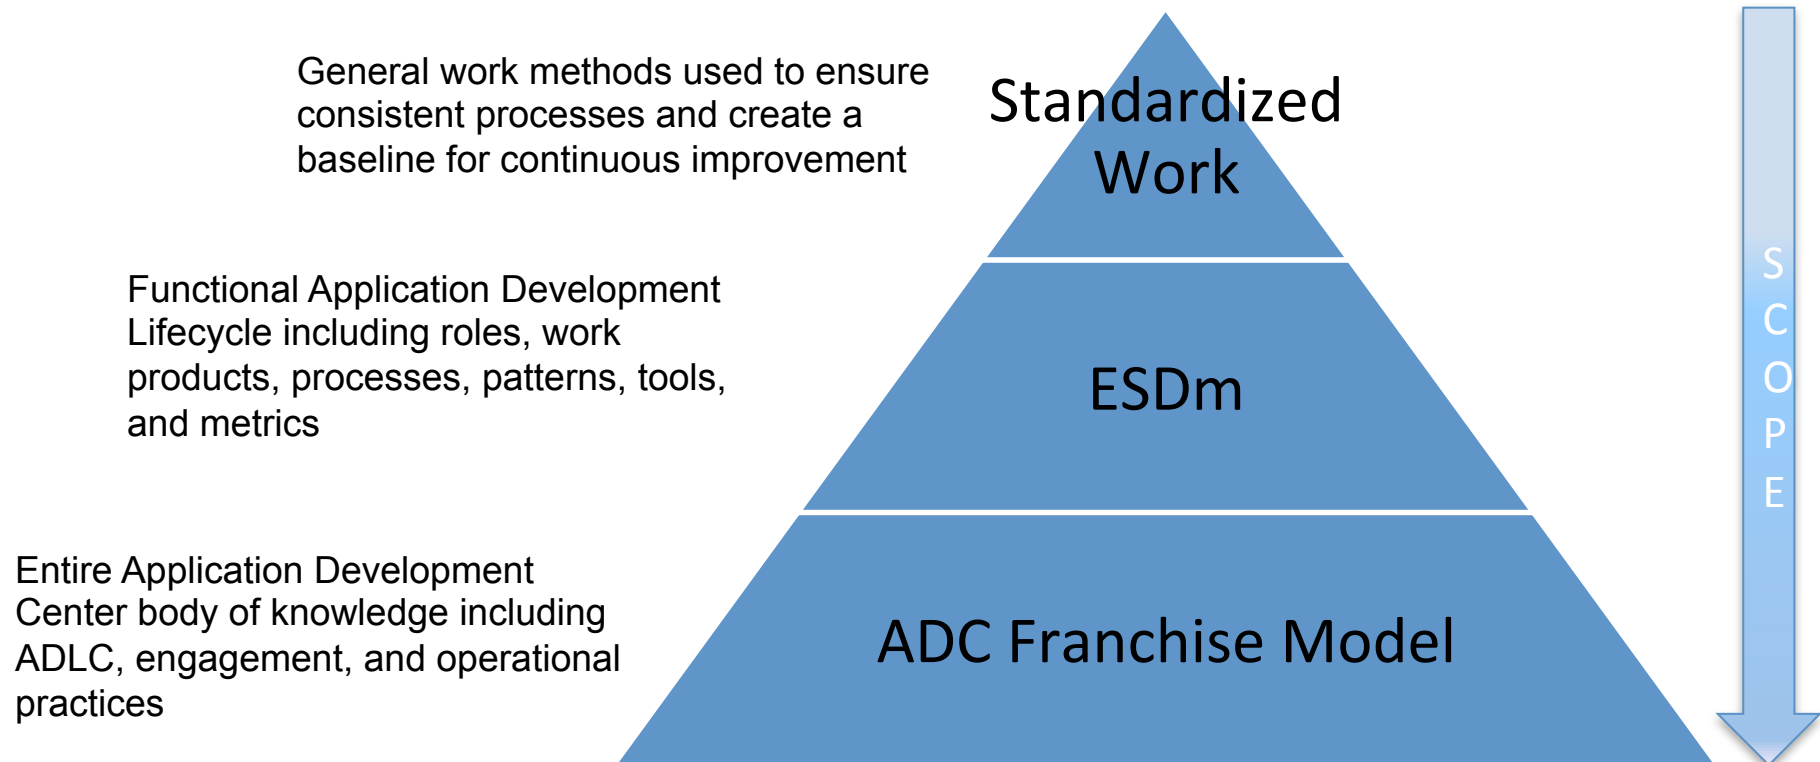 General work methods used to ensure
consistent processes and create a
baseline for continuous improvement
Standardized
Work
Functional Application Development
Lifecycle including roles, work
products, processes, patterns, tools,
and metrics
ESDm
Entire Application Development
Center body of knowledge including
ADLC, engagement, and operational
practices
ADC Franchise Model
S
C
O
P
E